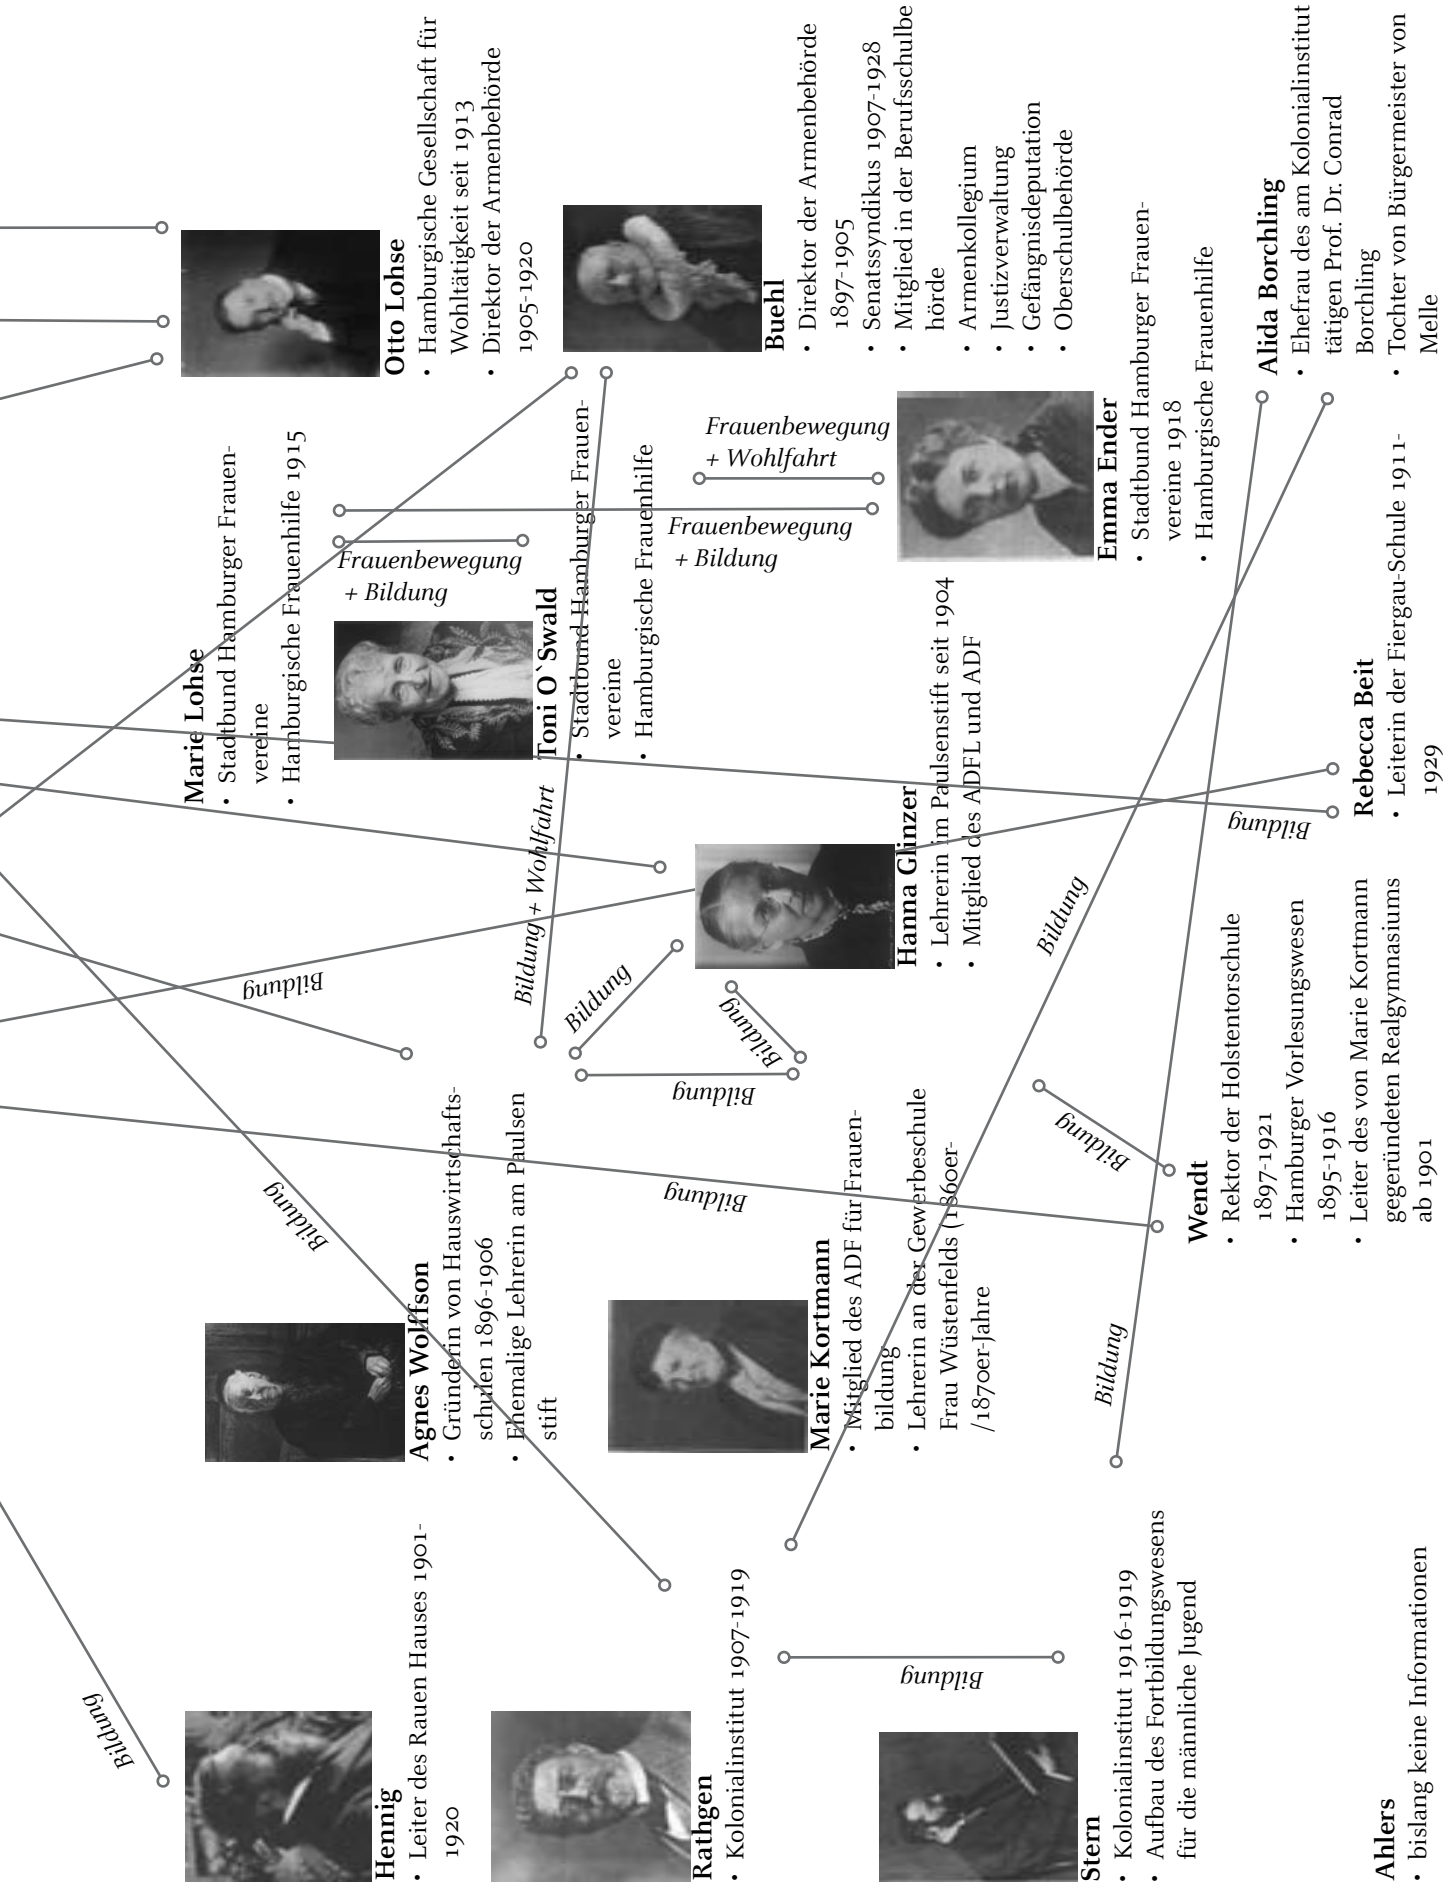 Otto Lohse
• Hamburgische Gesellschaft für
Wohltätigkeit seit 1913
• Direktor der Armenbehörde
1905-1920
Buehl
• Direktor der Armenbehörde
1897-1905
• Senatssyndikus 1907-1928
• Mitglied in der Berufsschulbe
hörde
• Armenkollegium
• Justizverwaltung
• Gefängnisdeputation
• Oberschulbehörde
Marie Lohse
• Stadtbund Hamburger Frauen-
vereine
• Hamburgische Frauenhilfe 1915
Frauenbewegung
+ Bildung
Toni O`Swald
• Stadtbund Hamburger Frauen-
vereine
• Hamburgische Frauenhilfe
Frauenbewegung
+ Wohlfahrt
Frauenbewegung
+ Bildung
Emma Ender
• Stadtbund Hamburger Frauen-
vereine 1918
• Hamburgische Frauenhilfe
Alida Borchling
• Ehefrau des am Kolonialinstitut
tätigen Prof. Dr. Conrad
Borchling
• Tochter von Bürgermeister von
Melle
Bildung + Wohlfahrt
Hanna Glinzer
• Lehrerin im Paulsenstift seit 1904
• Mitglied des ADFL und ADF
Rebecca Beit
• Leiterin der Fiergau-Schule 1911-
1929
Bildung
Bildung
Bildung
Bildung
Bildung
Bildung
Agnes Wolffson
• Gründerin von Hauswirtschafts-
schulen 1896-1906
• Ehemalige Lehrerin am Paulsen
stift
Bildung
Bildung
Marie Kortmann
• Mitglied des ADF für Frauen-
bildung
• Lehrerin an der Gewerbeschule
Frau Wüstenfelds (1860er-
/1870er-Jahre
Bildung
Bildung
Wendt
• Rektor der Holstentorschule
1897-1921
• Hamburger Vorlesungswesen
1895-1916
• Leiter des von Marie Kortmann
gegründeten Realgymnasiums
ab 1901
Bildung
Hennig
• Leiter des Rauen Hauses 1901-
1920
Rathgen
• Kolonialinstitut 1907-1919
Bildung
Stern
• Kolonialinstitut 1916-1919
• Aufbau des Fortbildungswesens
für die männliche Jugend
Ahlers
• bislang keine Informationen